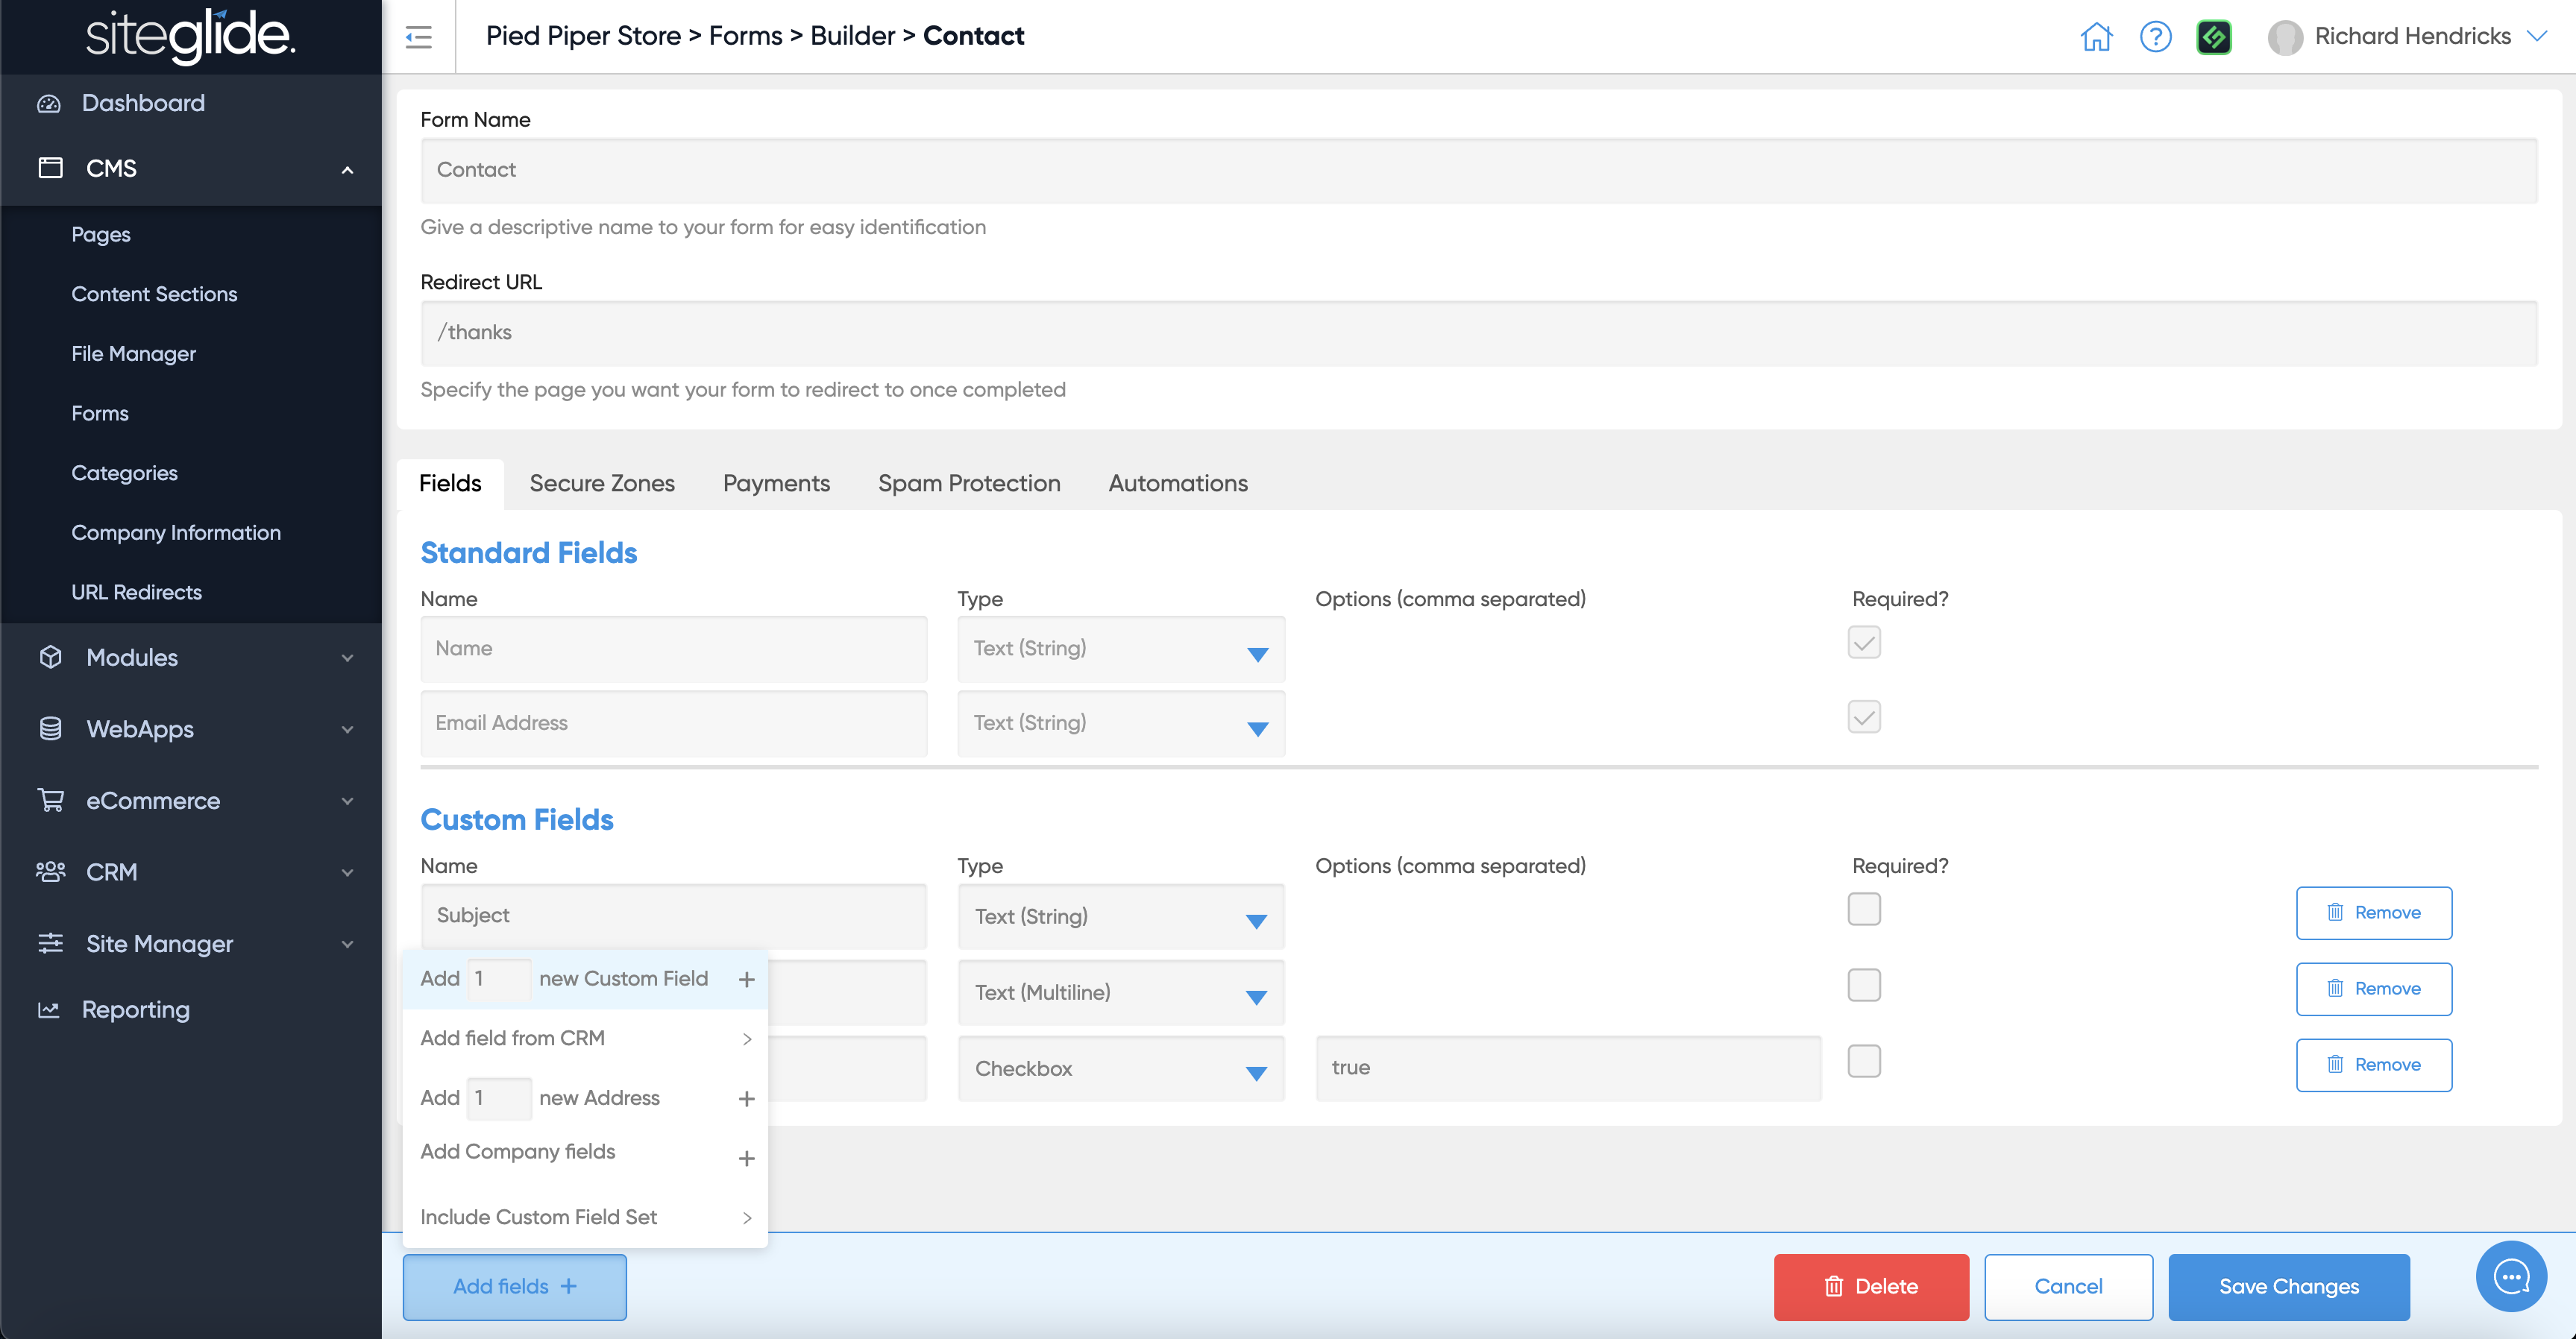 siteglide.
Pied Piper Store > Forms > Builder > Contact
Richard Hendricks
Dashboard
CMS
Pages
Content Sections
File Manager
Forms
Categories
Company Information
URL Redirects
Modules
WebApps
eCommerce
CRM
Site Manager
Reporting
Form Name
Contact
Give a descriptive name to your form for easy identification
Redirect URL
/thanks
Specify the page you want your form to redirect to once completed
Fields Secure Zones Payments Spam Protection Automations
Standard Fields
Name Type Options (comma separated) Required?
Name Text (String)
Email Address Text (String)
Custom Fields
Name Type Options (comma separated) Required?
Subject Text (String) Remove
Text (Multiline) Remove
Checkbox true Remove
Add 1 new Custom Field +
Add field from CRM >
Add 1 new Address +
Add Company fields +
Include Custom Field Set >
Add fields + Delete Cancel Save Changes